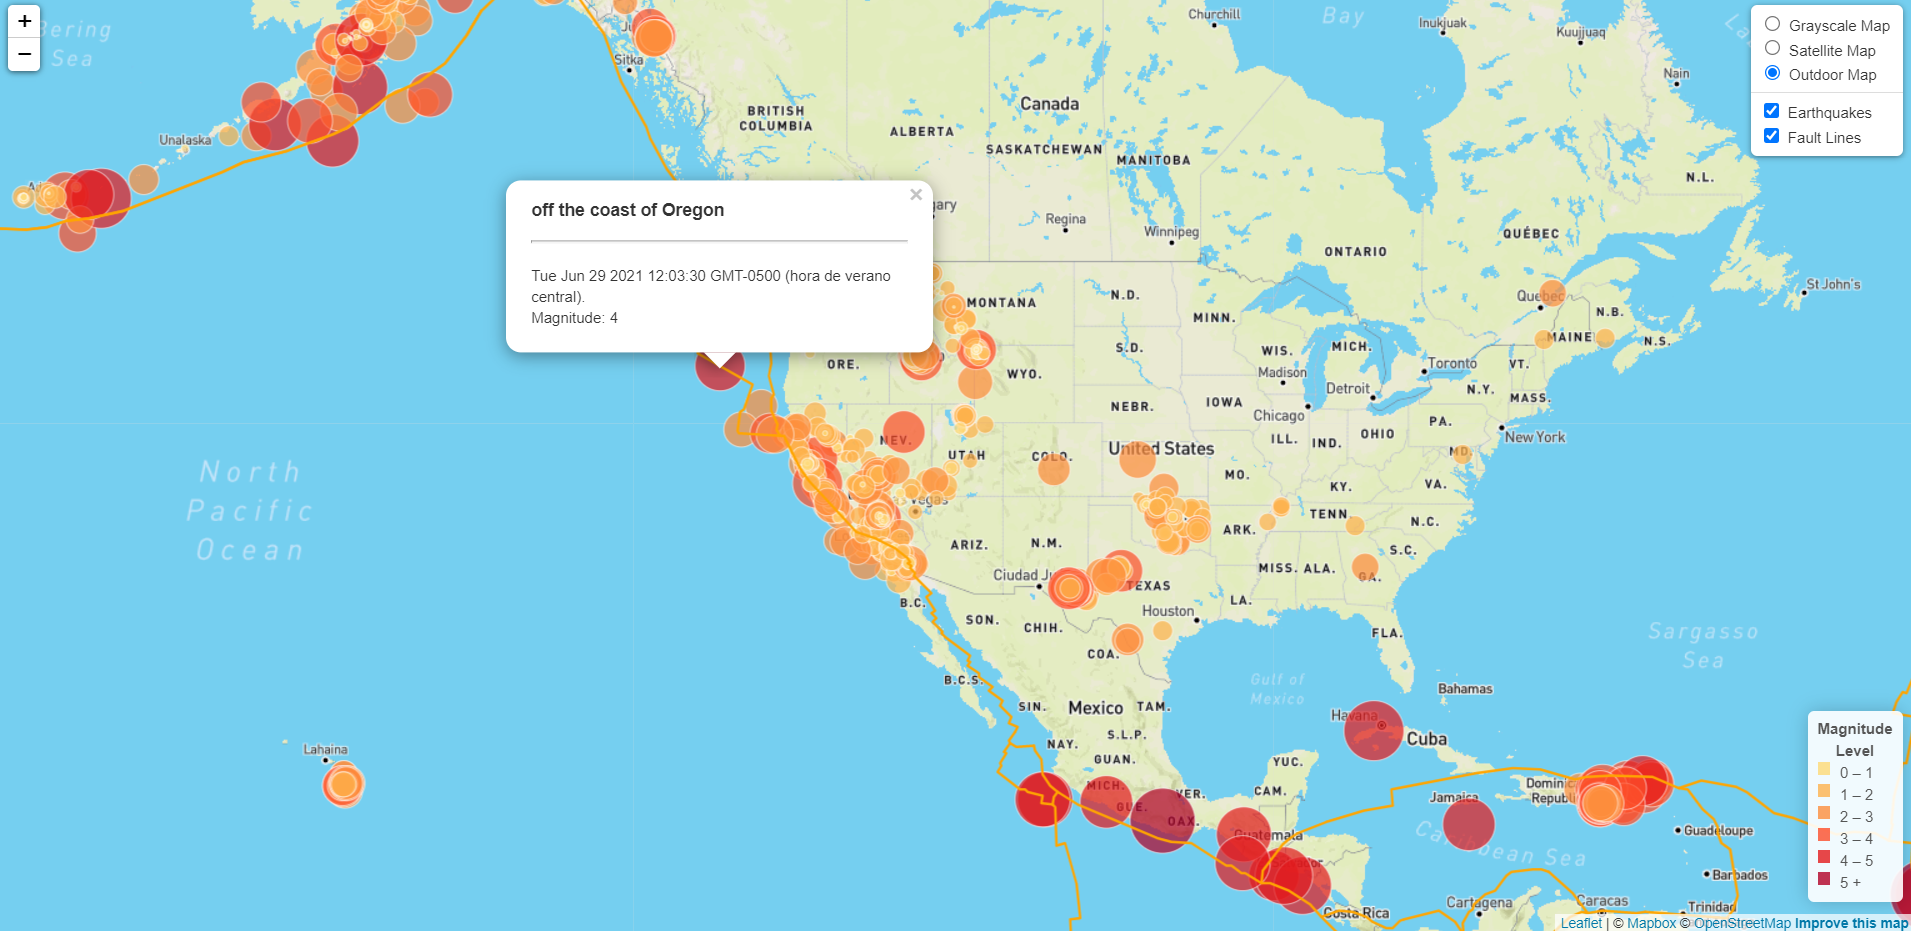 +
−
Bering
Sea
Sitka
Unalaska
Churchill
Bay
Inukjuak
Kuujjuaq
Nain
Grayscale Map
Satellite Map
Outdoor Map
Earthquakes
Fault Lines
BRITISH
COLUMBIA
ALBERTA
Canada
SASKATCHEWAN
MANITOBA
N.L.
Regina
Winnipeg
ONTARIO
QUÉBEC
St John's
off the coast of Oregon
×
Tue Jun 29 2021 12:03:30 GMT-0500 (hora de verano
central).
Magnitude: 4
MONTANA
N.D.
MINN.
Quebec
N.B.
MAINE
N.S.
ORE.
WYO.
S.D.
WIS.
Madison
MICH.
Detroit
Toronto
VT.
N.Y.
MASS.
NEBR.
IOWA
Chicago
ILL.
IND.
OHIO
PA.
New York
NEV.
UTAH
COLO.
United States
MO.
KY.
MD.
VA.
Vegas
ARIZ.
N.M.
ARK.
TENN.
N.C.
S.C.
MISS.
ALA.
GA.
North
Pacific
Ocean
TEXAS
Houston
LA.
FLA.
B.C.
SON.
CHIH.
COA.
B.C.S.
SIN.
Mexico
TAM.
Gulf of
Mexico
Bahamas
Sargasso
Sea
NAY.
S.L.P.
GUAN.
YUC.
CAM.
MICH.
GUE.
VER.
OAX.
Havana
Cuba
Lahaina
Guatemala
Jamaica
Caribbean Sea
Guadeloupe
Barbados
Trinidad
Costa Rica
Cartagena
Caracas
Magnitude
Level
0 – 1
1 – 2
2 – 3
3 – 4
4 – 5
5 +
Leaflet | © Mapbox © OpenStreetMap Improve this map